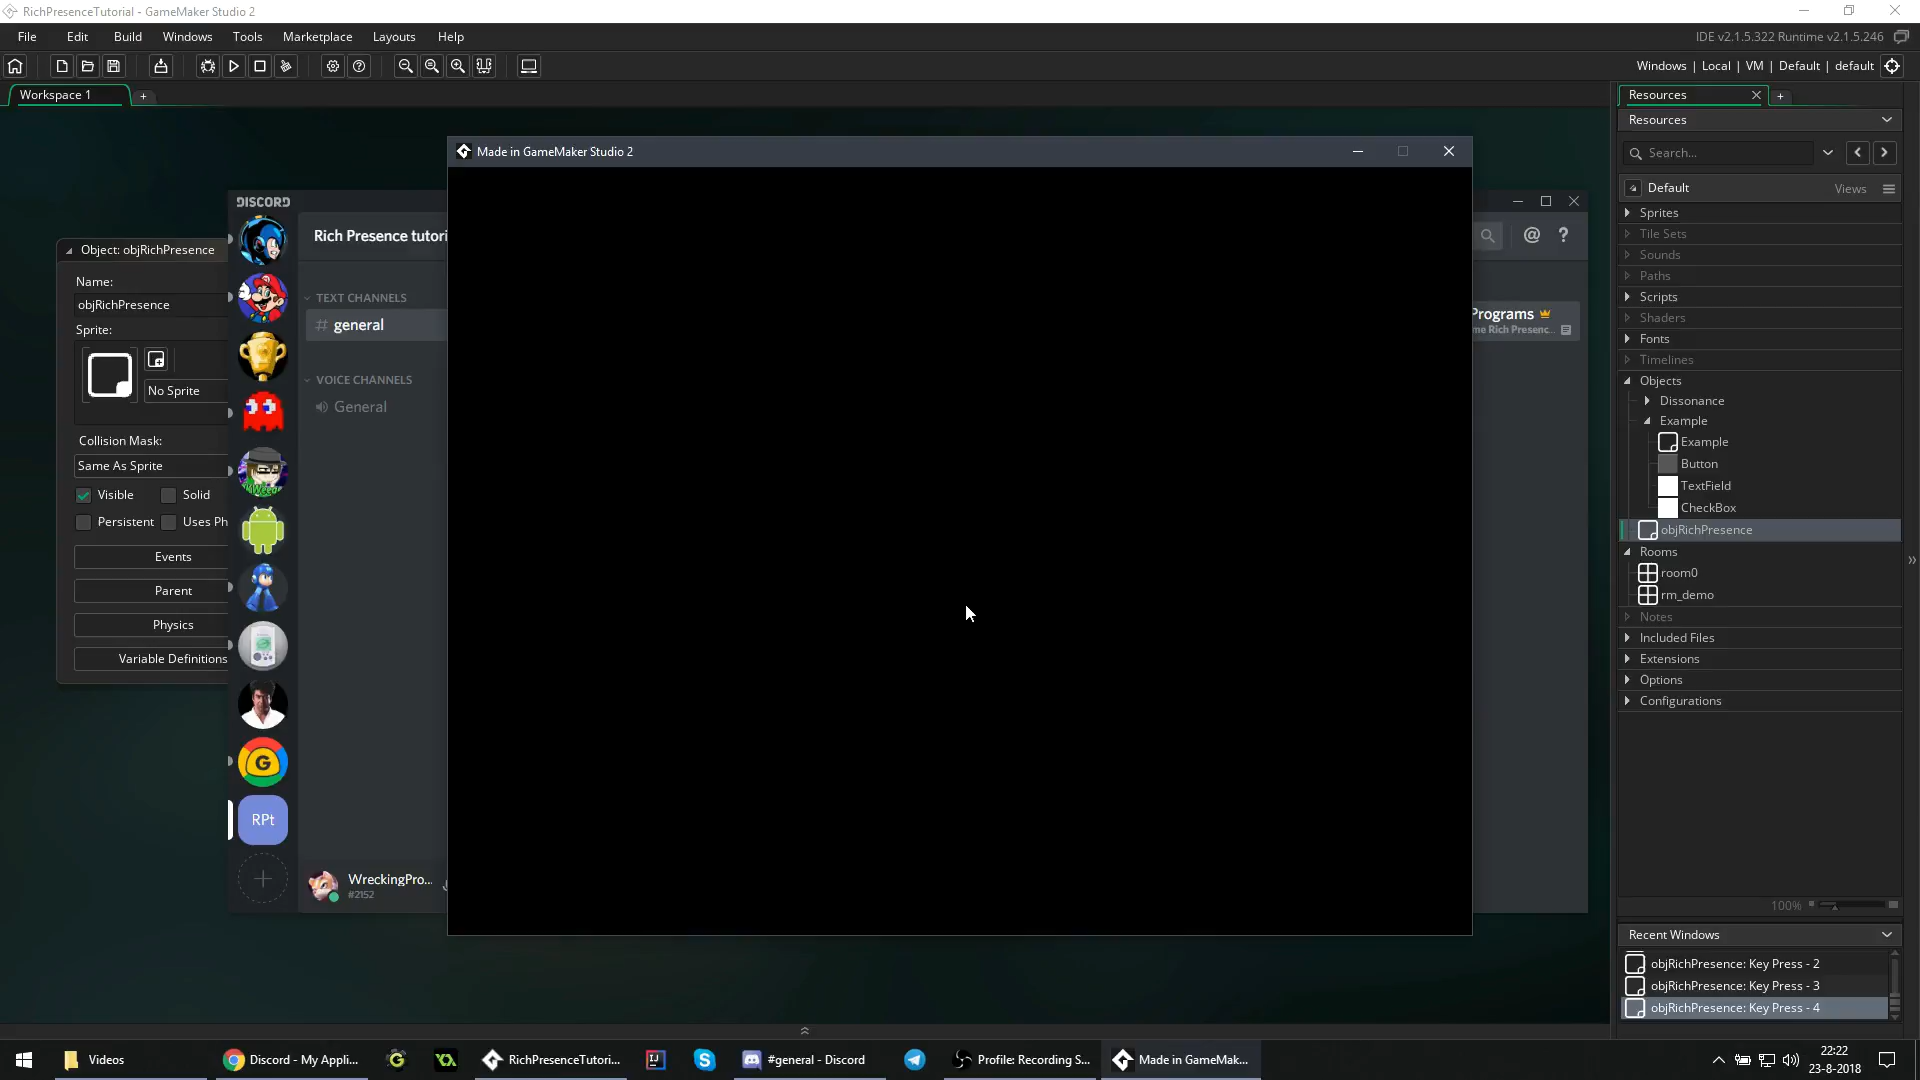 RichPresenceTutorial - GameMaker Studio 2
File Edit Build Windows Tools Marketplace Layouts Help
IDE v2.1.5.322 Runtime v2.1.5.246
Windows | Local | VM | Default | default
Workspace 1
Resources
Resources
Search...
Default Views
Sprites
Tile Sets
Sounds
Paths
Scripts
Shaders
Fonts
Timelines
Objects
Dissonance
Example
Example
Button
TextField
CheckBox
objRichPresence
Rooms
room0
rm_demo
Notes
Included Files
Extensions
Options
Configurations
100%
Recent Windows
objRichPresence: Key Press - 2
objRichPresence: Key Press - 3
objRichPresence: Key Press - 4
Object: objRichPresence
Name:
objRichPresence
Sprite:
No Sprite
Collision Mask:
Same As Sprite
Visible Solid
Persistent Uses Ph
Events
Parent
Physics
Variable Definitions
DISCORD
Rich Presence tutori
TEXT CHANNELS
# general
VOICE CHANNELS
General
RPt
WreckingPro...
#2152
Made in GameMaker Studio 2
@ ?
Programs
me Rich Presenc...
Videos
Discord - My Appli...
RichPresenceTutori...
#general - Discord
Profile: Recording S...
Made in GameMak...
22:22
23-8-2018